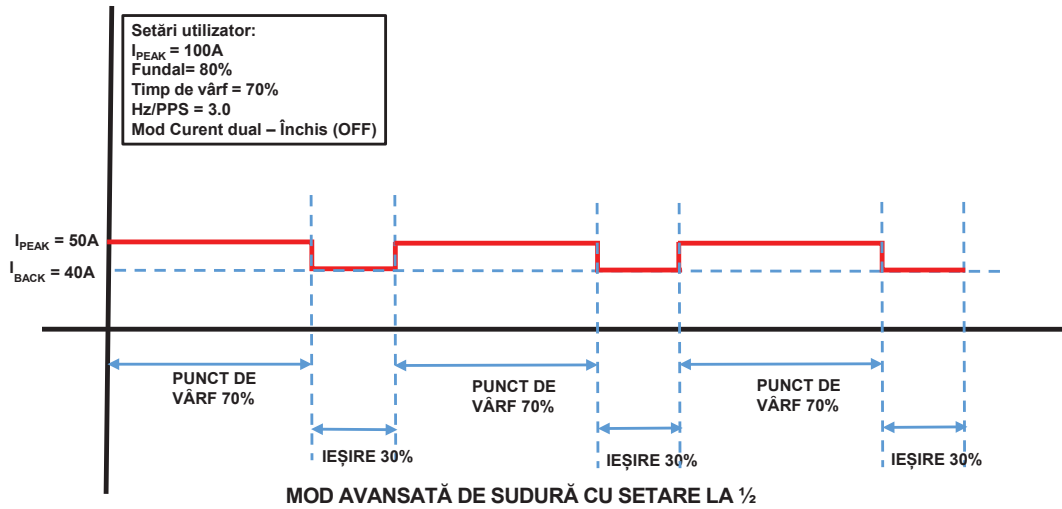 Setări utilizator:
IPEAK = 100A
Fundal= 80%
Timp de vârf = 70%
Hz/PPS = 3.0
Mod Curent dual – Închis (OFF)
IPEAK = 50A
IBACK = 40A
PUNCT DE
VÂRF 70%
PUNCT DE
VÂRF 70%
PUNCT DE
VÂRF 70%
IEȘIRE 30%
IEȘIRE 30%
IEȘIRE 30%
MOD AVANSATĂ DE SUDURĂ CU SETARE LA ½